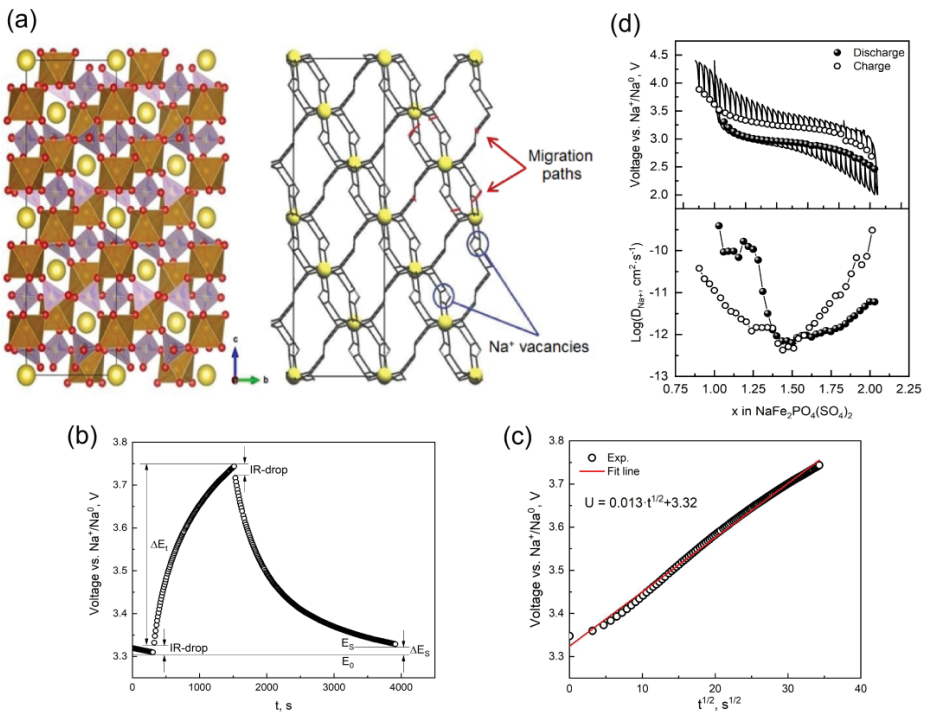 (a)
Migration
paths
Na⁺ vacancies
c
b
(d)
Discharge
Charge
Voltage vs. Na⁺/Na⁰, V
4.5
4.0
3.5
3.0
2.5
2.0
Log(D_Na+, cm²·s⁻¹)
-10
-11
-12
-13
0.75 1.00 1.25 1.50 1.75 2.00 2.25
x in NaFe₂PO₄(SO₄)₂
(b)
Voltage vs. Na⁺/Na⁰, V
3.8
3.7
3.6
3.5
3.4
3.3
IR-drop
ΔE_t
IR-drop
E_S
E_0
ΔE_S
0 1000 2000 3000 4000
t, s
(c)
Voltage vs. Na⁺/Na⁰, V
3.8
3.7
3.6
3.5
3.4
3.3
Exp.
Fit line
U = 0.013·t^1/2+3.32
0 10 20 30 40
t^1/2, s^1/2